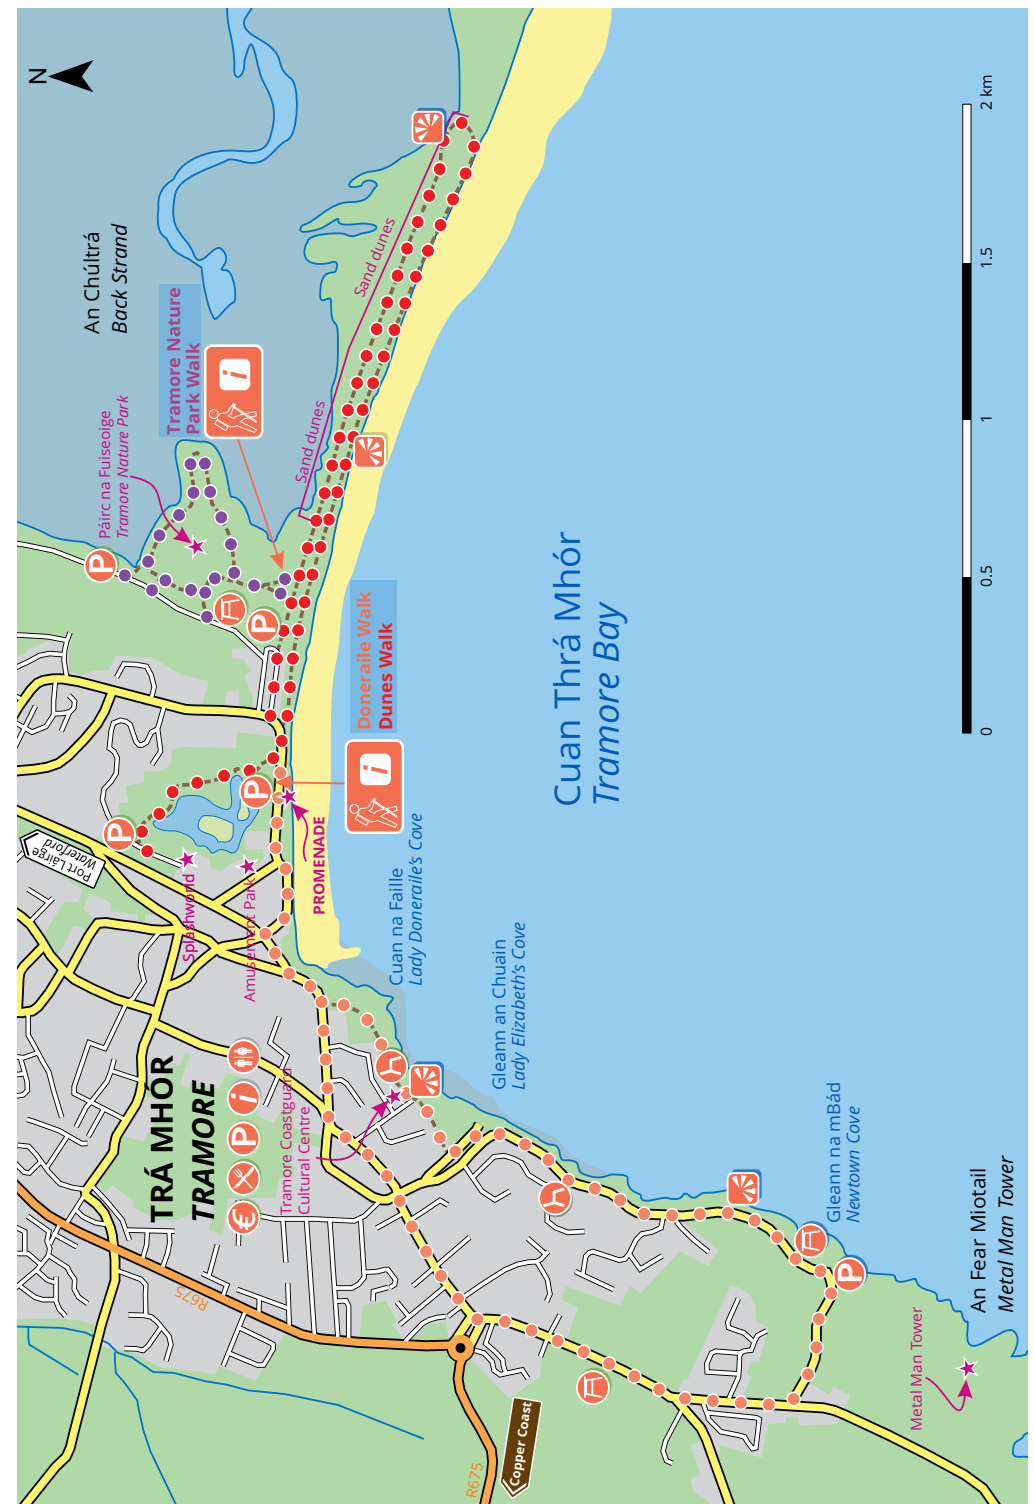 N
An Chúltrá
Back Strand
Páirc na Fuiseoige
Tramore Nature Park
Tramore Nature
Park Walk
i
Sand dunes
Sand dunes
P
P
Doneraile Walk
Dunes Walk
i
P
P
PROMENADE
Port Láirge
Waterford
Splashworld
Amusement Park
Cuan na Faille
Lady Doneraile's Cove
Gleann an Chuain
Lady Elizabeth's Cove
Cuan Thrá Mhór
Tramore Bay
TRÁ MHÓR
TRAMORE
€
P
i
Tramore Coastguard
Cultural Centre
R675
R675
Copper Coast
Gleann na mBád
Newtown Cove
P
An Fear Miotail
Metal Man Tower
Metal Man Tower
0
0.5
1
1.5
2 km